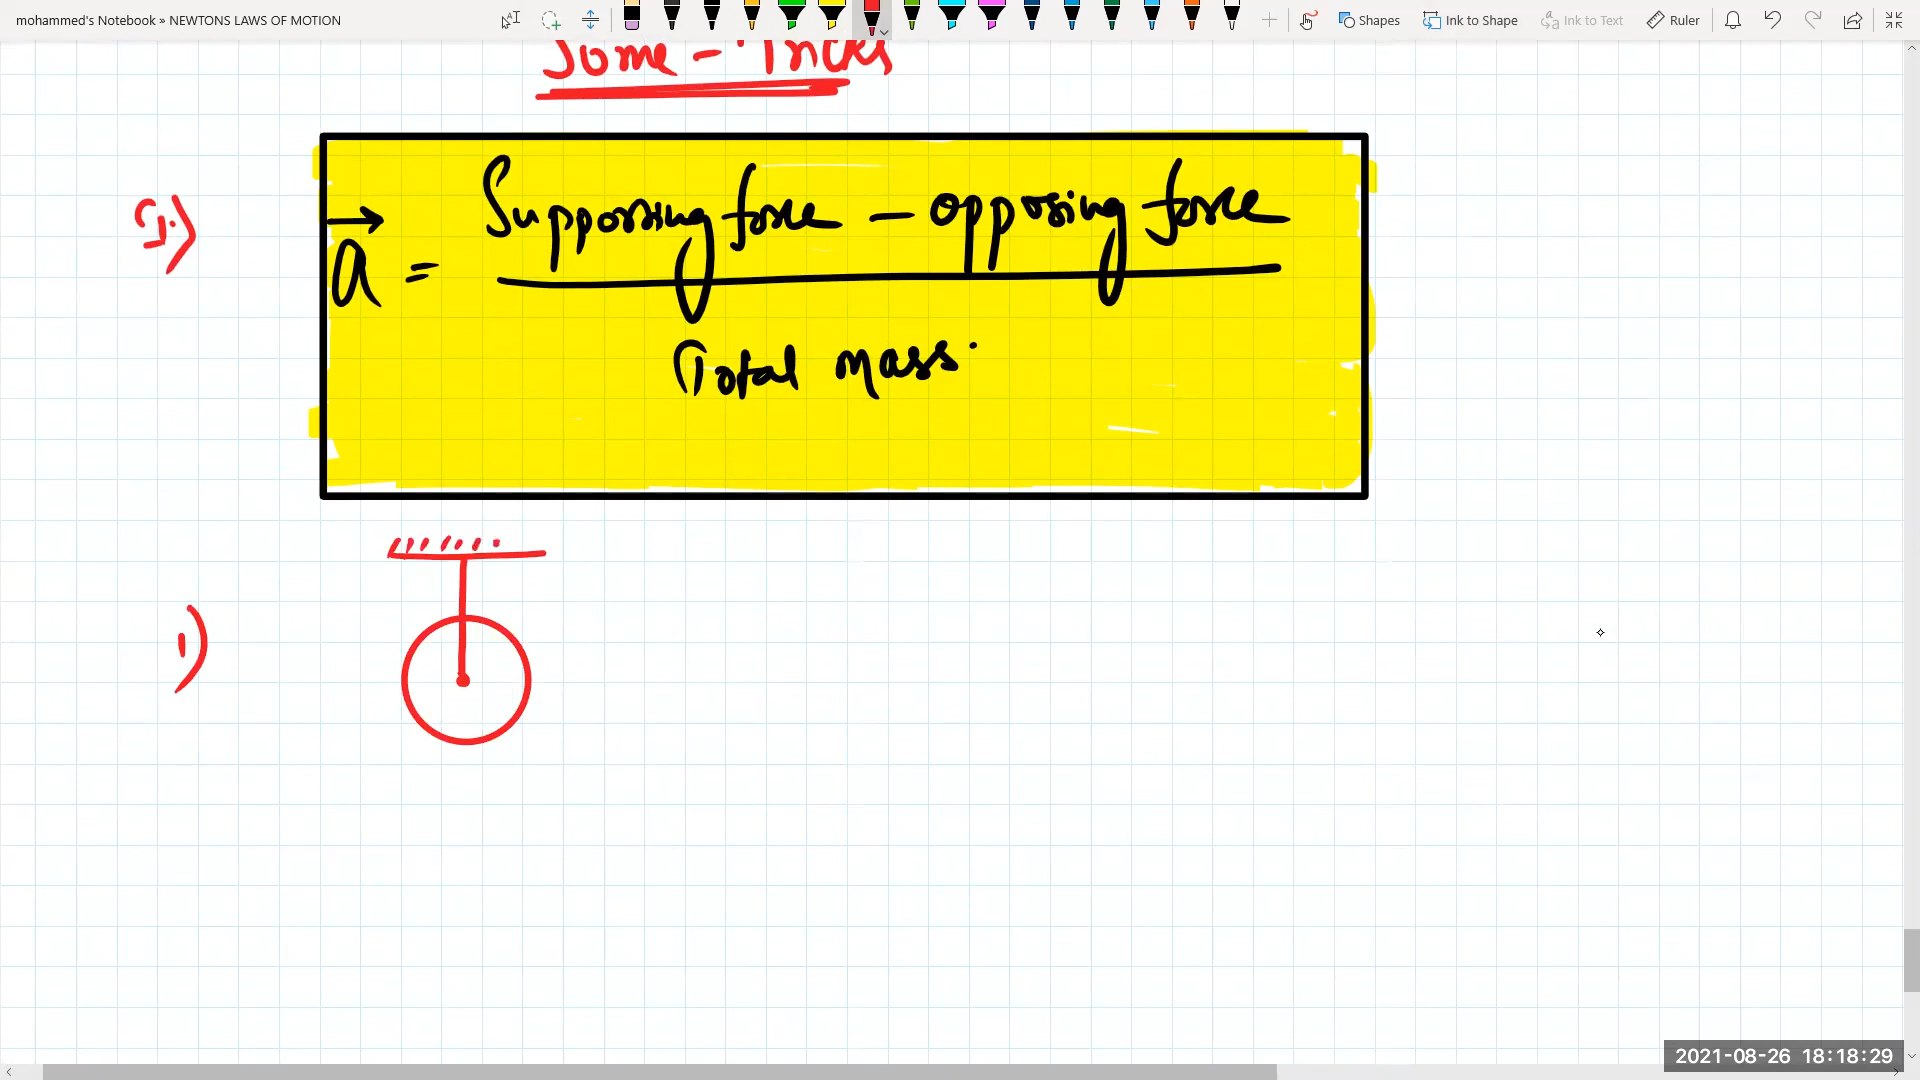 mohammed's Notebook » NEWTONS LAWS OF MOTION
Shapes
Ink to Shape
Ink to Text
Ruler
Some - Tricks
a = Supporting force - opposing force
Total mass.
1)
2021-08-26 18:18:29